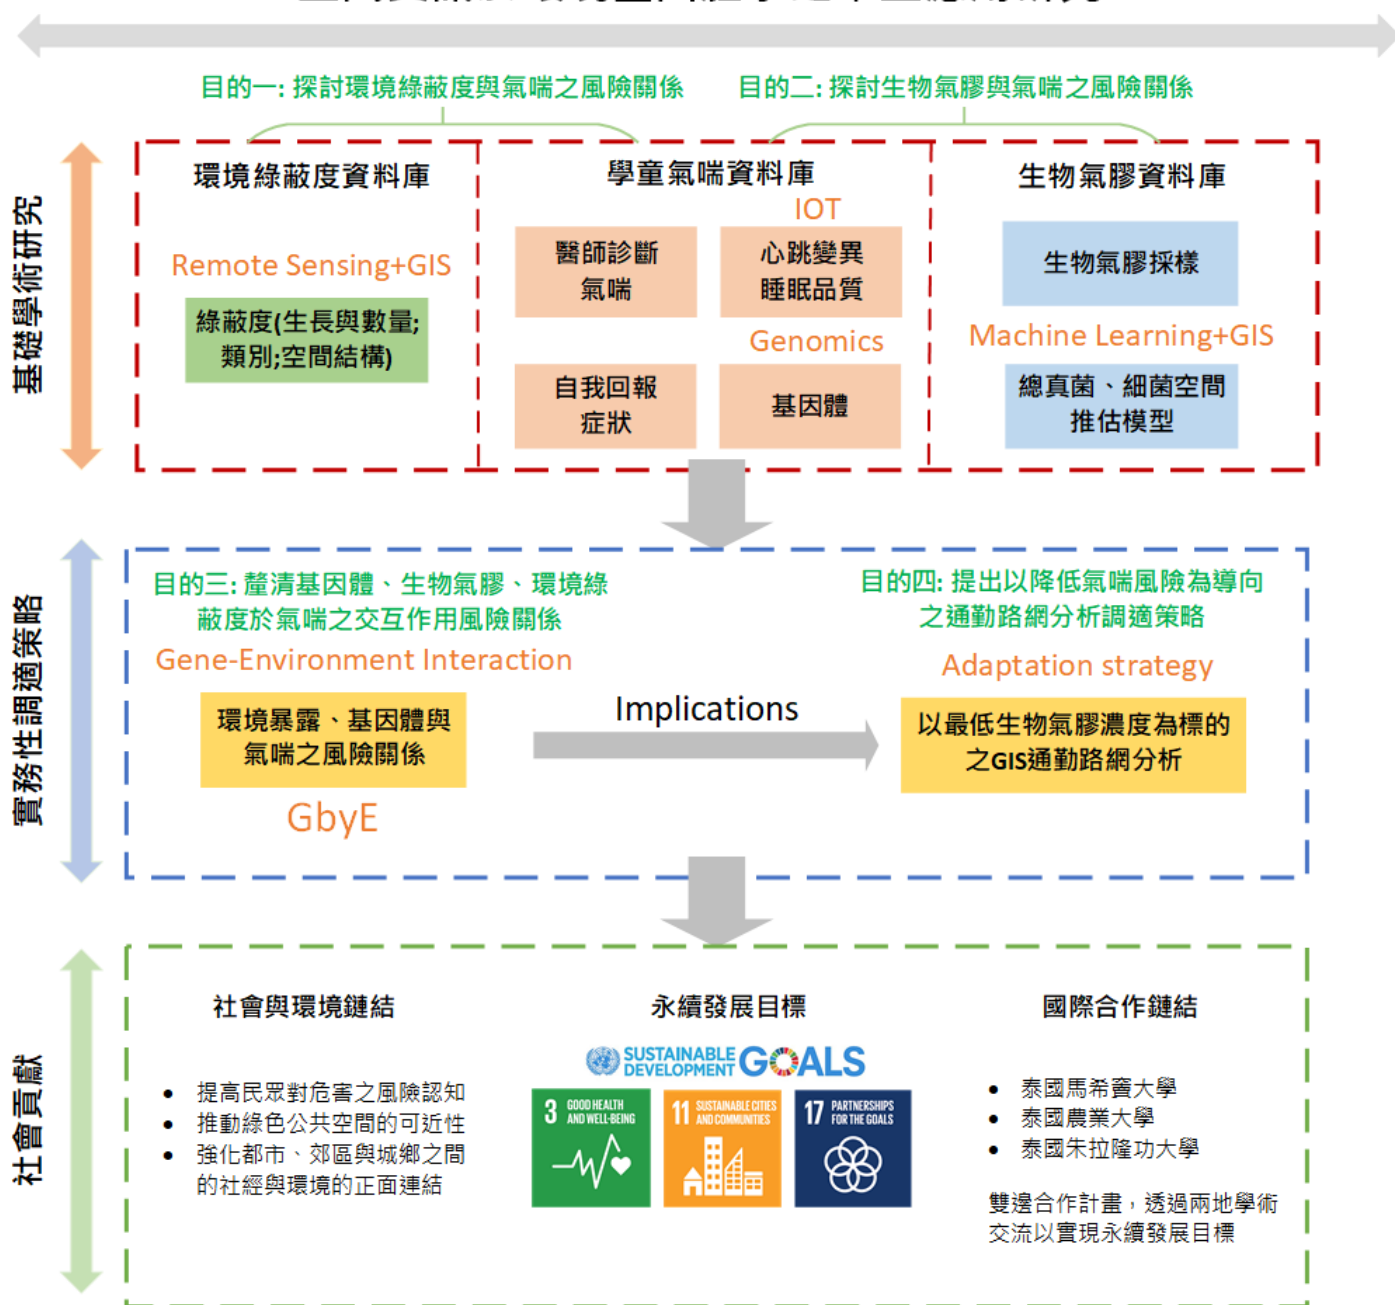 目的一: 探討環境綠蔽度與氣喘之風險關係
目的二: 探討生物氣膠與氣喘之風險關係
基礎學術研究
環境綠蔽度資料庫
Remote Sensing+GIS
綠蔽度(生長與數量;
類別;空間結構)
學童氣喘資料庫
IOT
醫師診斷
氣喘
心跳變異
睡眠品質
Genomics
自我回報
症狀
基因體
生物氣膠資料庫
生物氣膠採樣
Machine Learning+GIS
總真菌、細菌空間
推估模型
實務性調適策略
目的三: 釐清基因體、生物氣膠、環境綠
蔽度於氣喘之交互作用風險關係
Gene-Environment Interaction
環境暴露、基因體與
氣喘之風險關係
GbyE
Implications
目的四: 提出以降低氣喘風險為導向
之通勤路網分析調適策略
Adaptation strategy
以最低生物氣膠濃度為標的
之GIS通勤路網分析
社會貢獻
社會與環境鏈結
• 提高民眾對危害之風險認知
• 推動綠色公共空間的可近性
• 強化都市、郊區與城鄉之間
的社經與環境的正面連結
永續發展目標
SUSTAINABLE
DEVELOPMENT
GOALS
3 GOOD HEALTH
AND WELL-BEING
11 SUSTAINABLE CITIES
AND COMMUNITIES
17 PARTNERSHIPS
FOR THE GOALS
國際合作鏈結
• 泰國馬希竇大學
• 泰國農業大學
• 泰國朱拉隆功大學
雙邊合作計畫，透過兩地學術
交流以實現永續發展目標